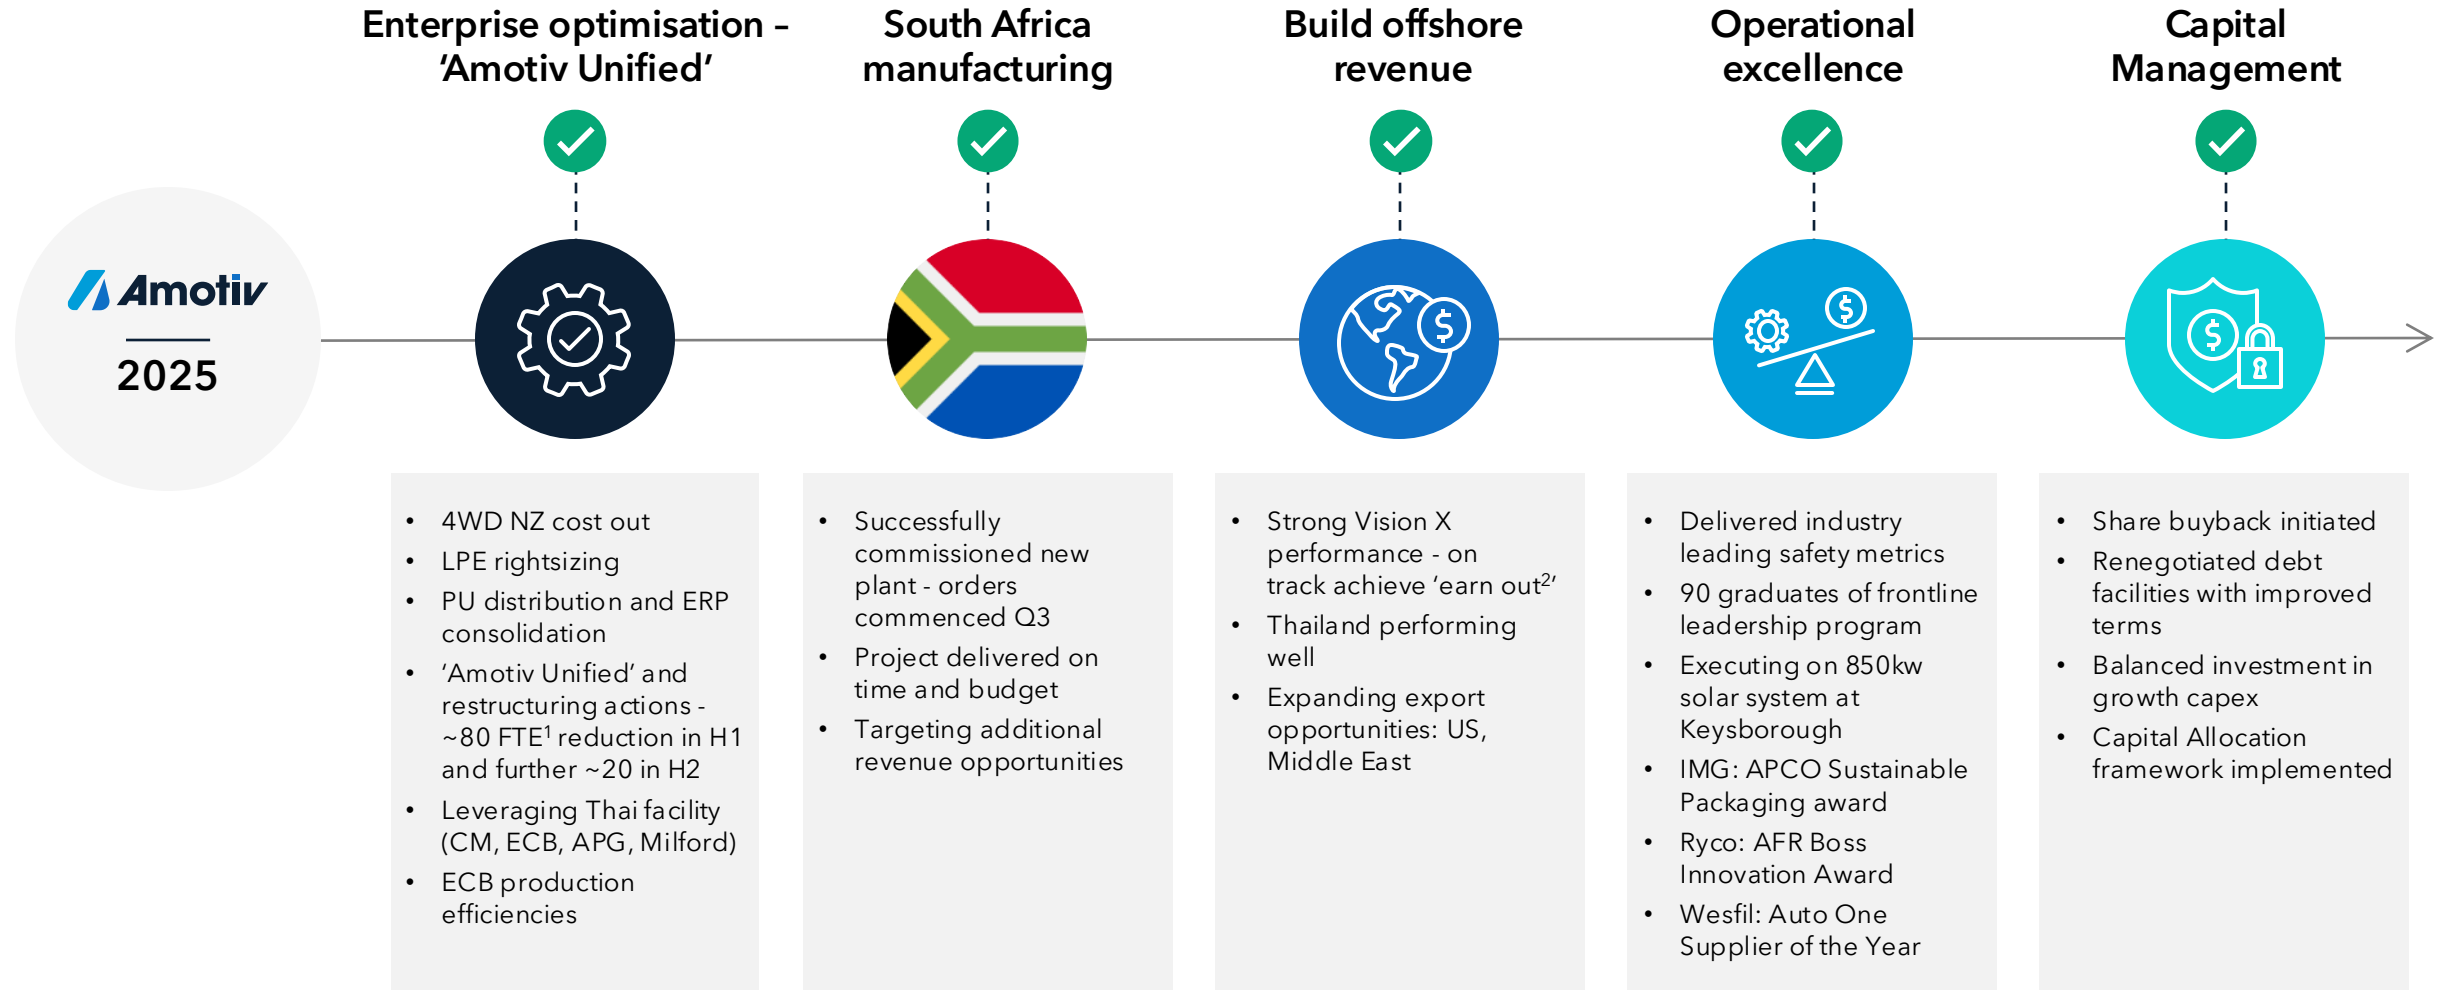 Enterprise optimisation –
‘Amotiv Unified’
South Africa
manufacturing
Build offshore
revenue
Operational
excellence
Capital
Management
Amotiv
2025
• 4WD NZ cost out
• LPE rightsizing
• PU distribution and ERP
consolidation
• ‘Amotiv Unified’ and
restructuring actions -
~80 FTE¹ reduction in H1
and further ~20 in H2
• Leveraging Thai facility
(CM, ECB, APG, Milford)
• ECB production
efficiencies
• Successfully
commissioned new
plant - orders
commenced Q3
• Project delivered on
time and budget
• Targeting additional
revenue opportunities
• Strong Vision X
performance - on
track achieve ‘earn out²’
• Thailand performing
well
• Expanding export
opportunities: US,
Middle East
• Delivered industry
leading safety metrics
• 90 graduates of frontline
leadership program
• Executing on 850kw
solar system at
Keysborough
• IMG: APCO Sustainable
Packaging award
• Ryco: AFR Boss
Innovation Award
• Wesfil: Auto One
Supplier of the Year
• Share buyback initiated
• Renegotiated debt
facilities with improved
terms
• Balanced investment in
growth capex
• Capital Allocation
framework implemented